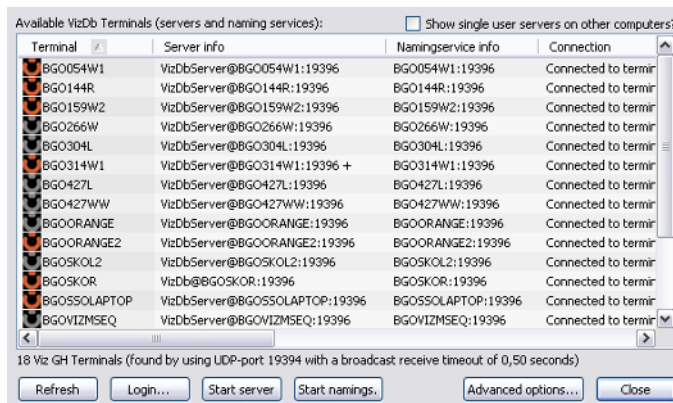 Available VizDb Terminals (servers and naming services): Show single user servers on other computers?
Terminal Server info Namingservice info Connection
BGO054W1 VizDbServer@BGO054W1:19396 BGO054W1:19396 Connected to termir
BGO144R VizDbServer@BGO144R:19396 BGO144R:19396 Connected to termir
BGO159W2 VizDbServer@BGO159W2:19396 BGO159W2:19396 Connected to termir
BGO266W VizDbServer@BGO266W:19396 BGO266W:19396 Connected to termir
BGO304L VizDbServer@BGO304L:19396 BGO304L:19396 Connected to termir
BGO314W1 VizDbServer@BGO314W1:19396 + BGO314W1:19396 Connected to termir
BGO427L VizDbServer@BGO427L:19396 BGO427L:19396 Connected to termir
BGO427WW VizDbServer@BGO427WW:19396 BGO427WW:19396 Connected to termir
BGOORANGE VizDbServer@BGOORANGE:19396 BGOORANGE:19396 Connected to termir
BGOORANGE2 VizDbServer@BGOORANGE2:19396 BGOORANGE2:19396 Connected to termir
BGOSKOL2 VizDbServer@BGOSKOL2:19396 BGOSKOL2:19396 Connected to termir
BGOSKOR VizDb@BGOSKOR:19396 BGOSKOR:19396 Connected to termir
BGOSSOLAPTOP VizDbServer@BGOSSOLAPTOP:19396 BGOSSOLAPTOP:19396 Connected to termir
BGOVIZMSEQ VizDbServer@BGOVIZMSEQ:19396 BGOVIZMSEQ:19396 Connected to termir
18 Viz GH Terminals (found by using UDP-port 19394 with a broadcast receive timeout of 0,50 seconds)
Refresh Login... Start server Start namings. Advanced options... Close